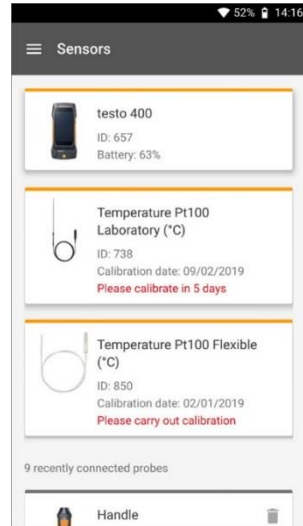 52% 14:16
Sensors
testo 400
ID: 657
Battery: 63%
Temperature Pt100
Laboratory (°C)
ID: 738
Calibration date: 09/02/2019
Please calibrate in 5 days
Temperature Pt100 Flexible
(°C)
ID: 850
Calibration date: 02/01/2019
Please carry out calibration
9 recently connected probes
Handle